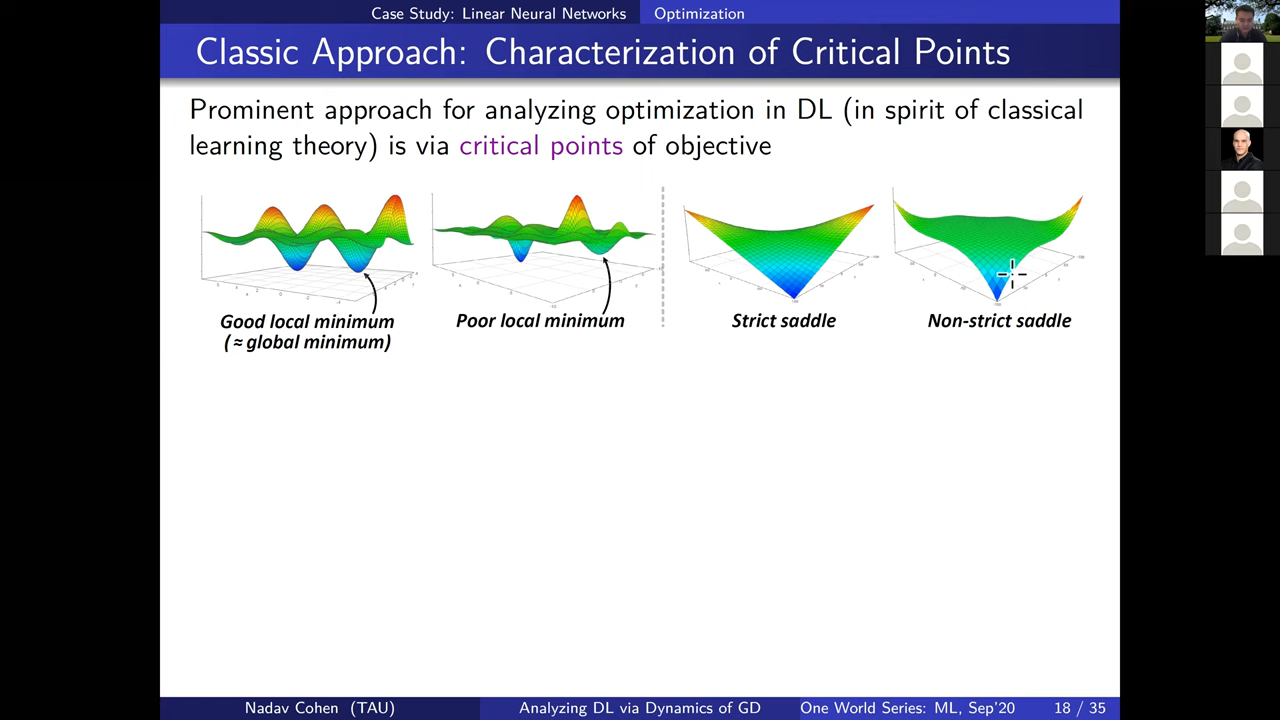 Case Study: Linear Neural Networks Optimization
Classic Approach: Characterization of Critical Points
Prominent approach for analyzing optimization in DL (in spirit of classical
learning theory) is via critical points of objective
Good local minimum
(≈ global minimum)
Poor local minimum
Strict saddle
Non-strict saddle
Nadav Cohen (TAU) Analyzing DL via Dynamics of GD One World Series: ML, Sep'20 18 / 35